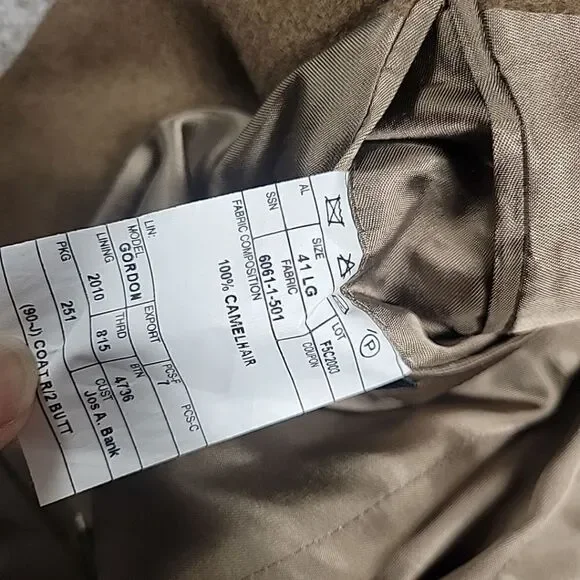 AL SIZE LOT Ⓟ
41 LG F5C2003
SSN FABRIC COUPON
6061-1-501
FABRIC COMPOSITION
100% CAMELHAIR
LIN: EXPORT PCS-F PCS-C
7
MODEL THRD BTN CUST
GORDON 815 4736 Jos A. Bank
LINING
2010
PKG
251
(90-J) COAT R/2 BUTT